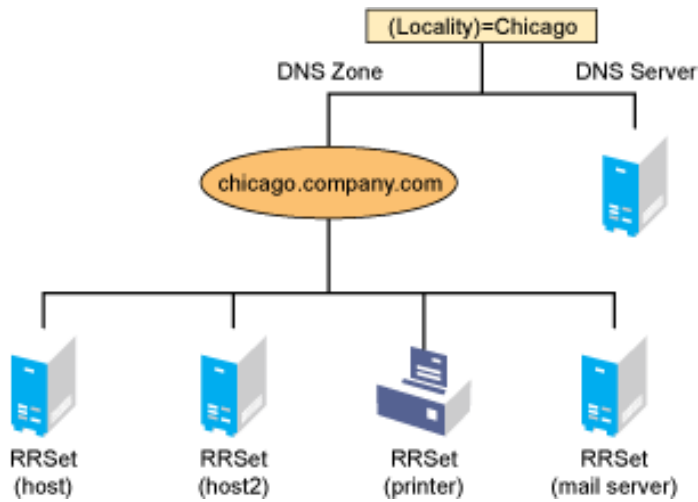 (Locality)=Chicago
DNS Zone
DNS Server
chicago.company.com
RRSet
(host)
RRSet
(host2)
RRSet
(printer)
RRSet
(mail server)